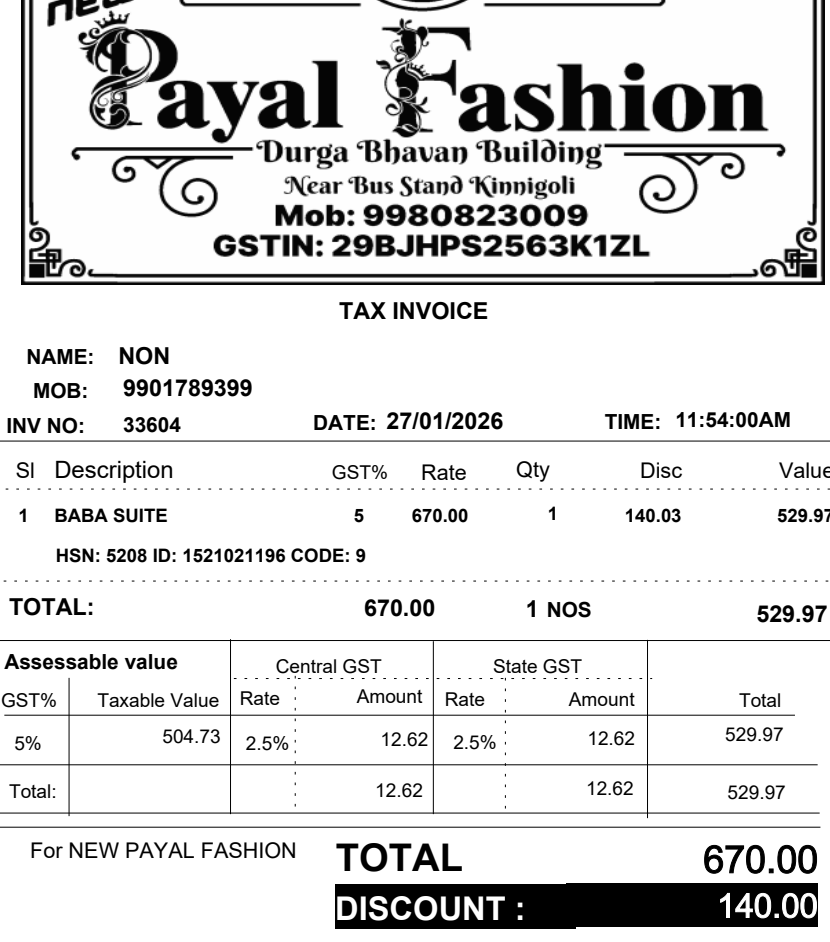 new
Payal Fashion
Durga Bhavan Building
Near Bus Stand Kinnigoli
Mob: 9980823009
GSTIN: 29BJHPS2563K1ZL
TAX INVOICE
NAME: NON
MOB: 9901789399
INV NO: 33604 DATE: 27/01/2026 TIME: 11:54:00AM
Sl Description GST% Rate Qty Disc Value
1 BABA SUITE 5 670.00 1 140.03 529.97
HSN: 5208 ID: 1521021196 CODE: 9
TOTAL: 670.00 1 NOS 529.97
Assessable value Central GST State GST
GST% Taxable Value Rate Amount Rate Amount Total
5% 504.73 2.5% 12.62 2.5% 12.62 529.97
Total: 12.62 12.62 529.97
For NEW PAYAL FASHION TOTAL 670.00
DISCOUNT : 140.00